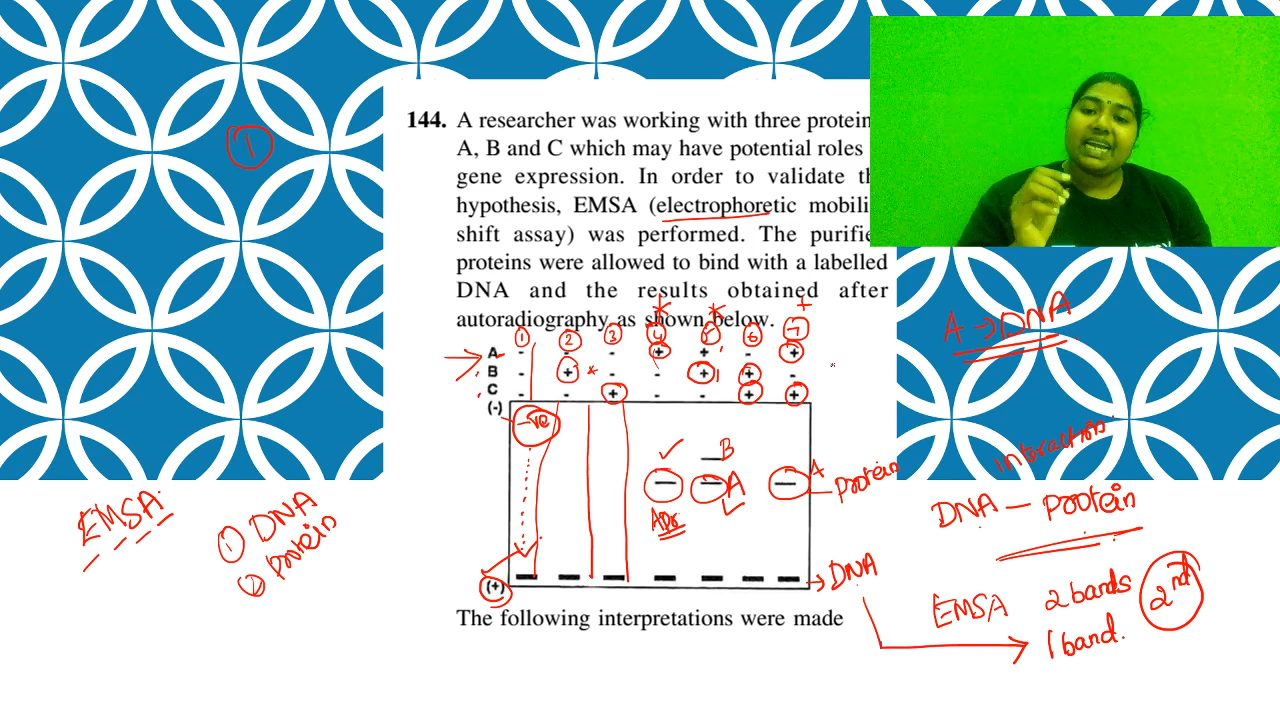 144. A researcher was working with three protein
A, B and C which may have potential roles
gene expression. In order to validate th
hypothesis, EMSA (electrophoretic mobili
shift assay) was performed. The purifie
proteins were allowed to bind with a labelled
DNA and the results obtained after
autoradiography as shown below.
1 2 3 4 5 6 7
A - - - + + - +
B - + - - + + -
C - - + - - + +
(-)
-ve
B
A
A
protein
DNA
(+)
The following interpretations were made
1
EMSA
1 DNA
2 protein
A → DNA
interaction
DNA - protein
EMSA 2 bands 2nd
1 band.